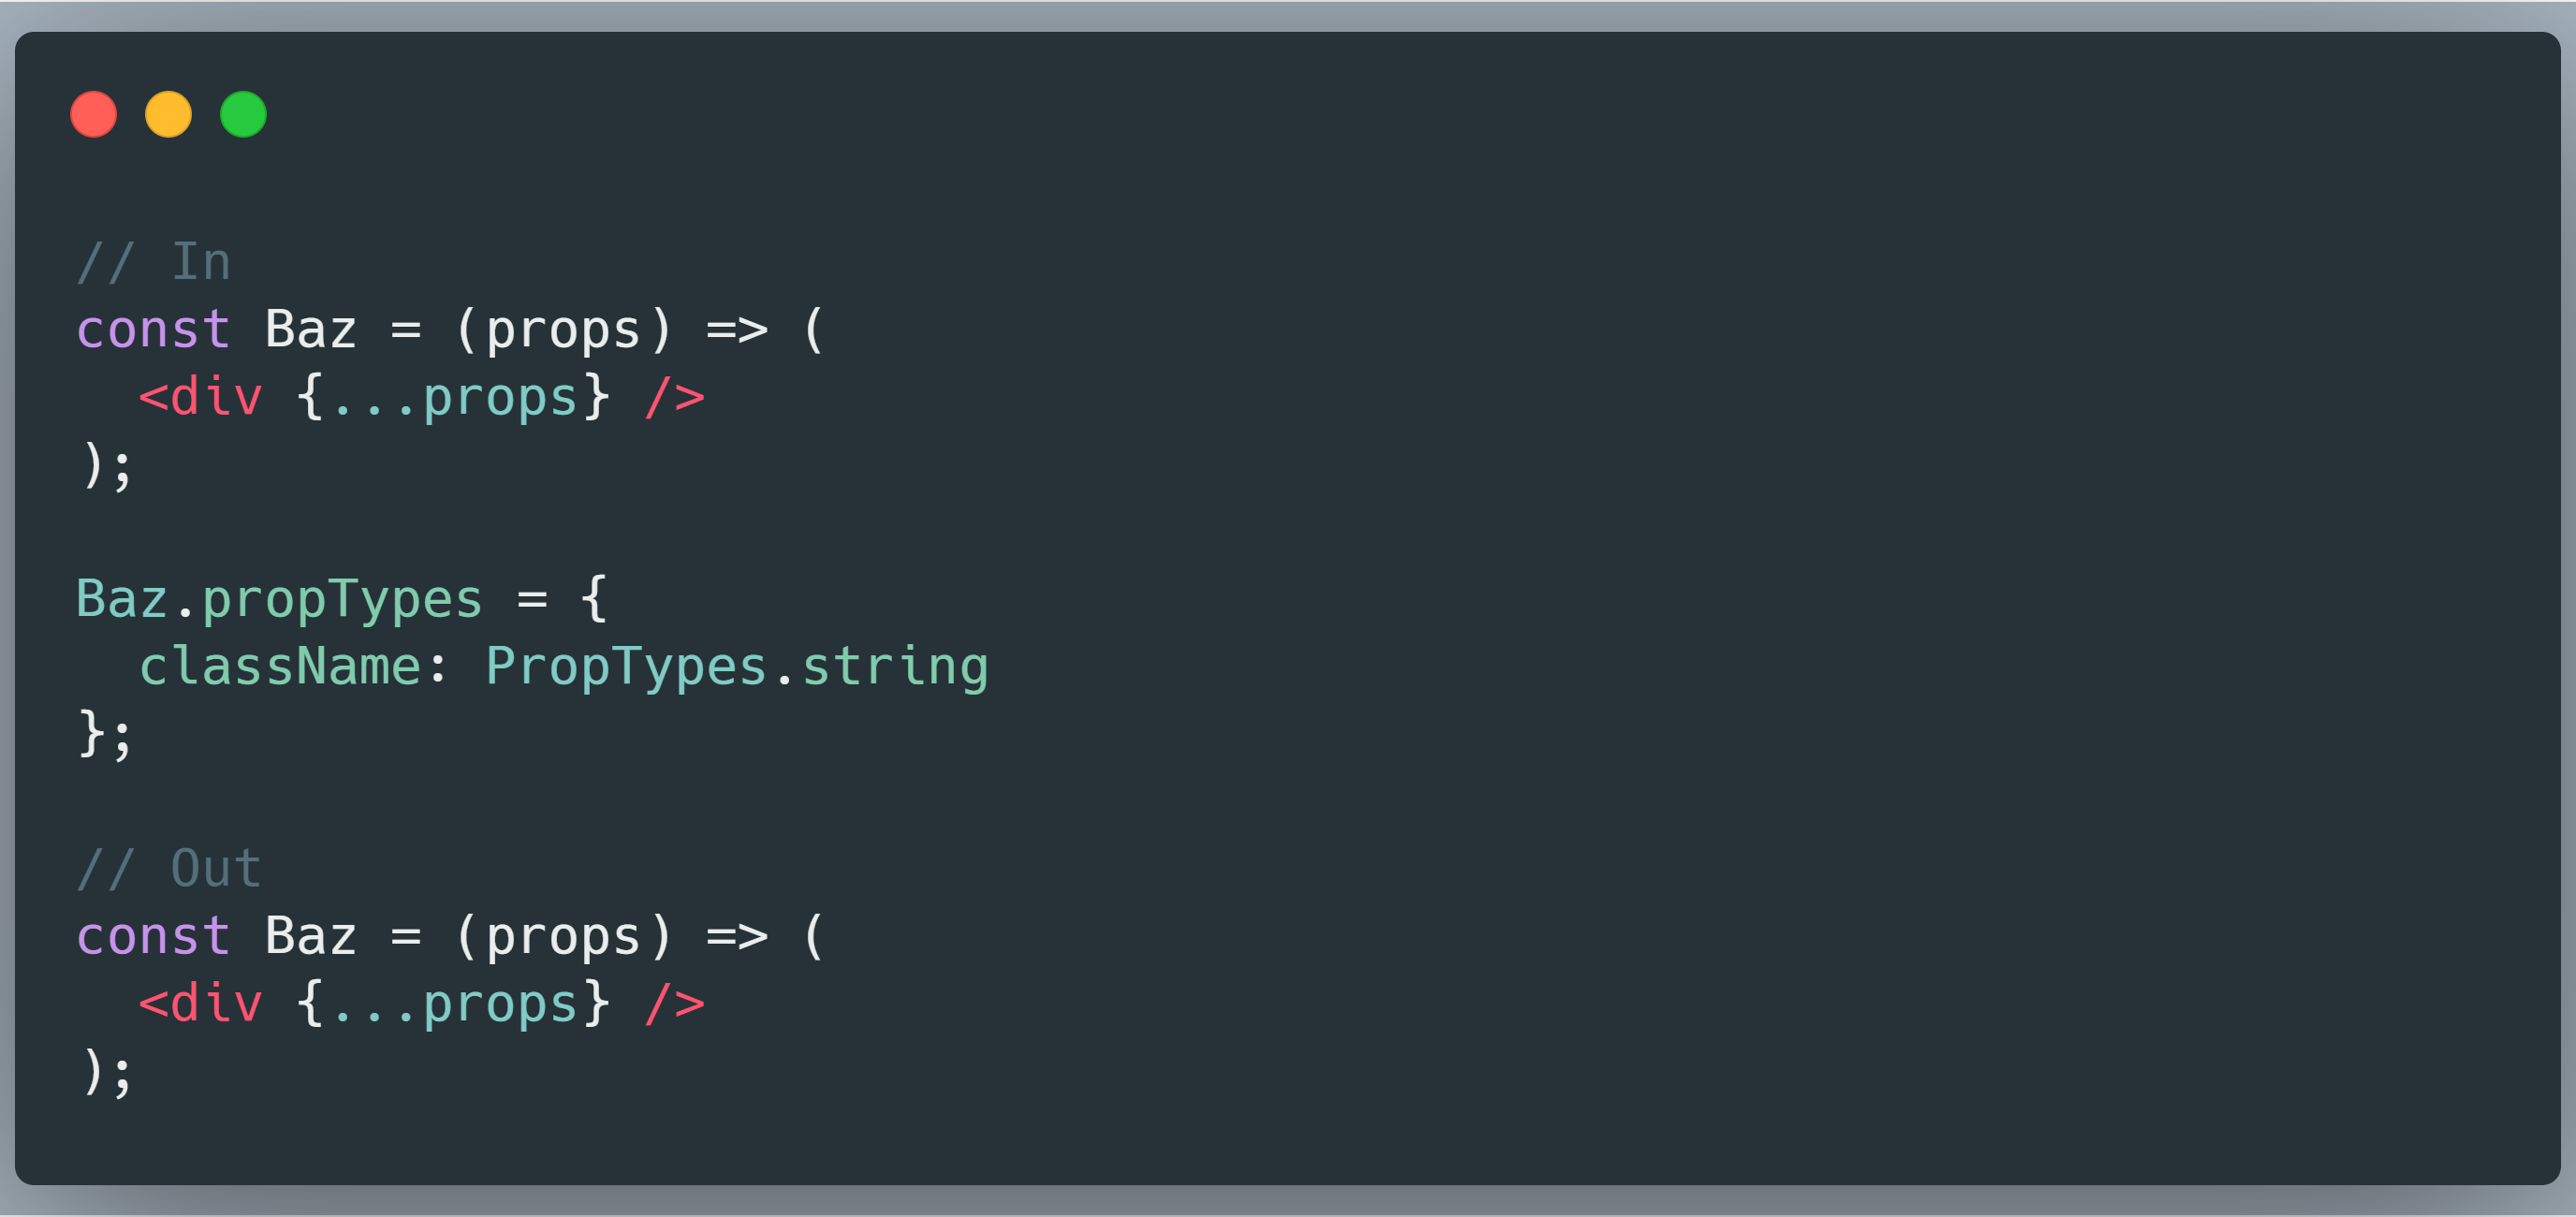 // In
const Baz = (props) => (
  <div {...props} />
);

Baz.propTypes = {
  className: PropTypes.string
};

// Out
const Baz = (props) => (
  <div {...props} />
);